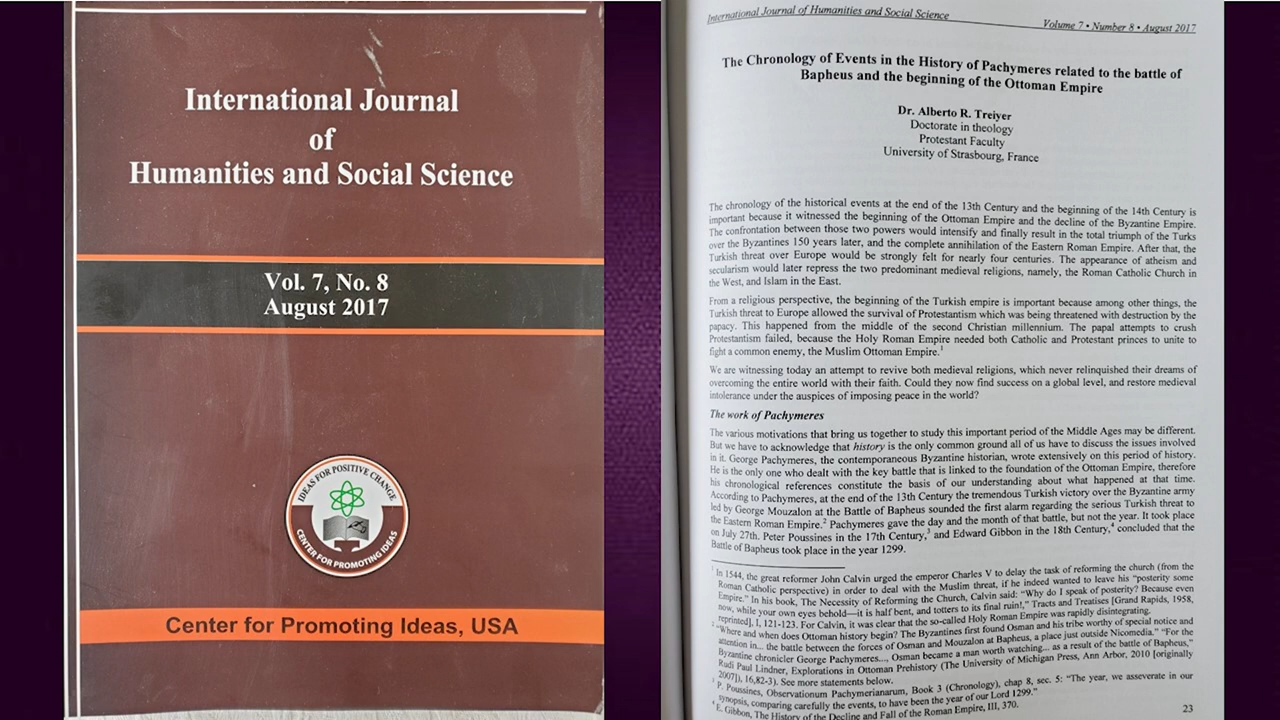 International Journal
of
Humanities and Social Science
Vol. 7, No. 8
August 2017
IDEAS FOR POSITIVE CHANGE
CENTER FOR PROMOTING IDEAS
Center for Promoting Ideas, USA
International Journal of Humanities and Social Science
Volume 7 • Number 8 • August 2017
The Chronology of Events in the History of Pachymeres related to the battle of
Bapheus and the beginning of the Ottoman Empire
Dr. Alberto R. Treiyer
Doctorate in theology
Protestant Faculty
University of Strasbourg, France
The chronology of the historical events at the end of the 13th Century and the beginning of the 14th Century is
important because it witnessed the beginning of the Ottoman Empire and the decline of the Byzantine Empire.
The confrontation between those two powers would intensify and finally result in the total triumph of the Turks
over the Byzantines 150 years later, and the complete annihilation of the Eastern Roman Empire. After that, the
Turkish threat over Europe would be strongly felt for nearly four centuries. The appearance of atheism and
secularism would later repress the two predominant medieval religions, namely, the Roman Catholic Church in
the West, and Islam in the East.
From a religious perspective, the beginning of the Turkish empire is important because among other things, the
Turkish threat to Europe allowed the survival of Protestantism which was being threatened with destruction by the
papacy. This happened from the middle of the second Christian millennium. The papal attempts to crush
Protestantism failed, because the Holy Roman Empire needed both Catholic and Protestant princes to unite to
fight a common enemy, the Muslim Ottoman Empire.¹
We are witnessing today an attempt to revive both medieval religions, which never relinquished their dreams of
overcoming the entire world with their faith. Could they now find success on a global level, and restore medieval
intolerance under the auspices of imposing peace in the world?
The work of Pachymeres
The various motivations that bring us together to study this important period of the Middle Ages may be different.
But we have to acknowledge that history is the only common ground all of us have to discuss the issues involved
in it. George Pachymeres, the contemporaneous Byzantine historian, wrote extensively on this period of history.
He is the only one who dealt with the key battle that is linked to the foundation of the Ottoman Empire, therefore
his chronological references constitute the basis of our understanding about what happened at that time.
According to Pachymeres, at the end of the 13th Century the tremendous Turkish victory over the Byzantine army
led by George Mouzalon at the Battle of Bapheus sounded the first alarm regarding the serious Turkish threat to
the Eastern Roman Empire.² Pachymeres gave the day and the month of that battle, but not the year. It took place
on July 27th. Peter Poussines in the 17th Century,³ and Edward Gibbon in the 18th Century,⁴ concluded that the
Battle of Bapheus took place in the year 1299.
¹ In 1544, the great reformer John Calvin urged the emperor Charles V to delay the task of reforming the church (from the
Roman Catholic perspective) in order to deal with the Muslim threat, if he indeed wanted to leave his "posterity some
Empire." In his book, The Necessity of Reforming the Church, Calvin said: "Why do I speak of posterity? Because even
now, while your own eyes behold—it is half bent, and totters to its final ruin!," Tracts and Treatises [Grand Rapids, 1958,
reprinted], I, 121-123. For Calvin, it was clear that the so-called Holy Roman Empire was rapidly disintegrating.
² "Where and when does Ottoman history begin? The Byzantines first found Osman and his tribe worthy of special notice and
attention in... the battle between the forces of Osman and Mouzalon at Bapheus, a place just outside Nicomedia." "For the
Byzantine chronicler George Pachymeres..., Osman became a man worth watching... as a result of the battle of Bapheus,"
Rudi Paul Lindner, Explorations in Ottoman Prehistory (The University of Michigan Press, Ann Arbor, 2010 [originally
2007]), 16,82-3). See more statements below.
³ P. Poussines, Observationum Pachymerianarum, Book 3 (Chronology), chap 8, sec. 5: "The year, we asseverate in our
synopsis, comparing carefully the events, to have been the year of our Lord 1299."
⁴ E. Gibbon, The History of the Decline and Fall of the Roman Empire, III, 370.
23